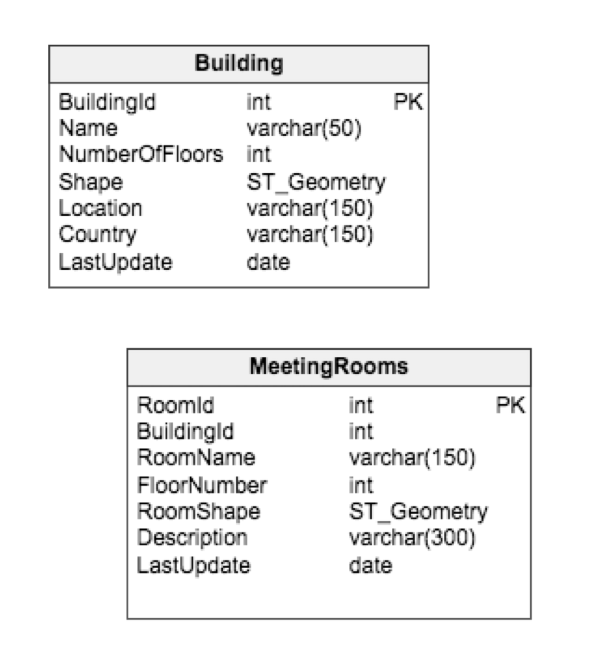 Building
BuildingId int PK
Name varchar(50)
NumberOfFloors int
Shape ST_Geometry
Location varchar(150)
Country varchar(150)
LastUpdate date
MeetingRooms
RoomId int PK
BuildingId int
RoomName varchar(150)
FloorNumber int
RoomShape ST_Geometry
Description varchar(300)
LastUpdate date